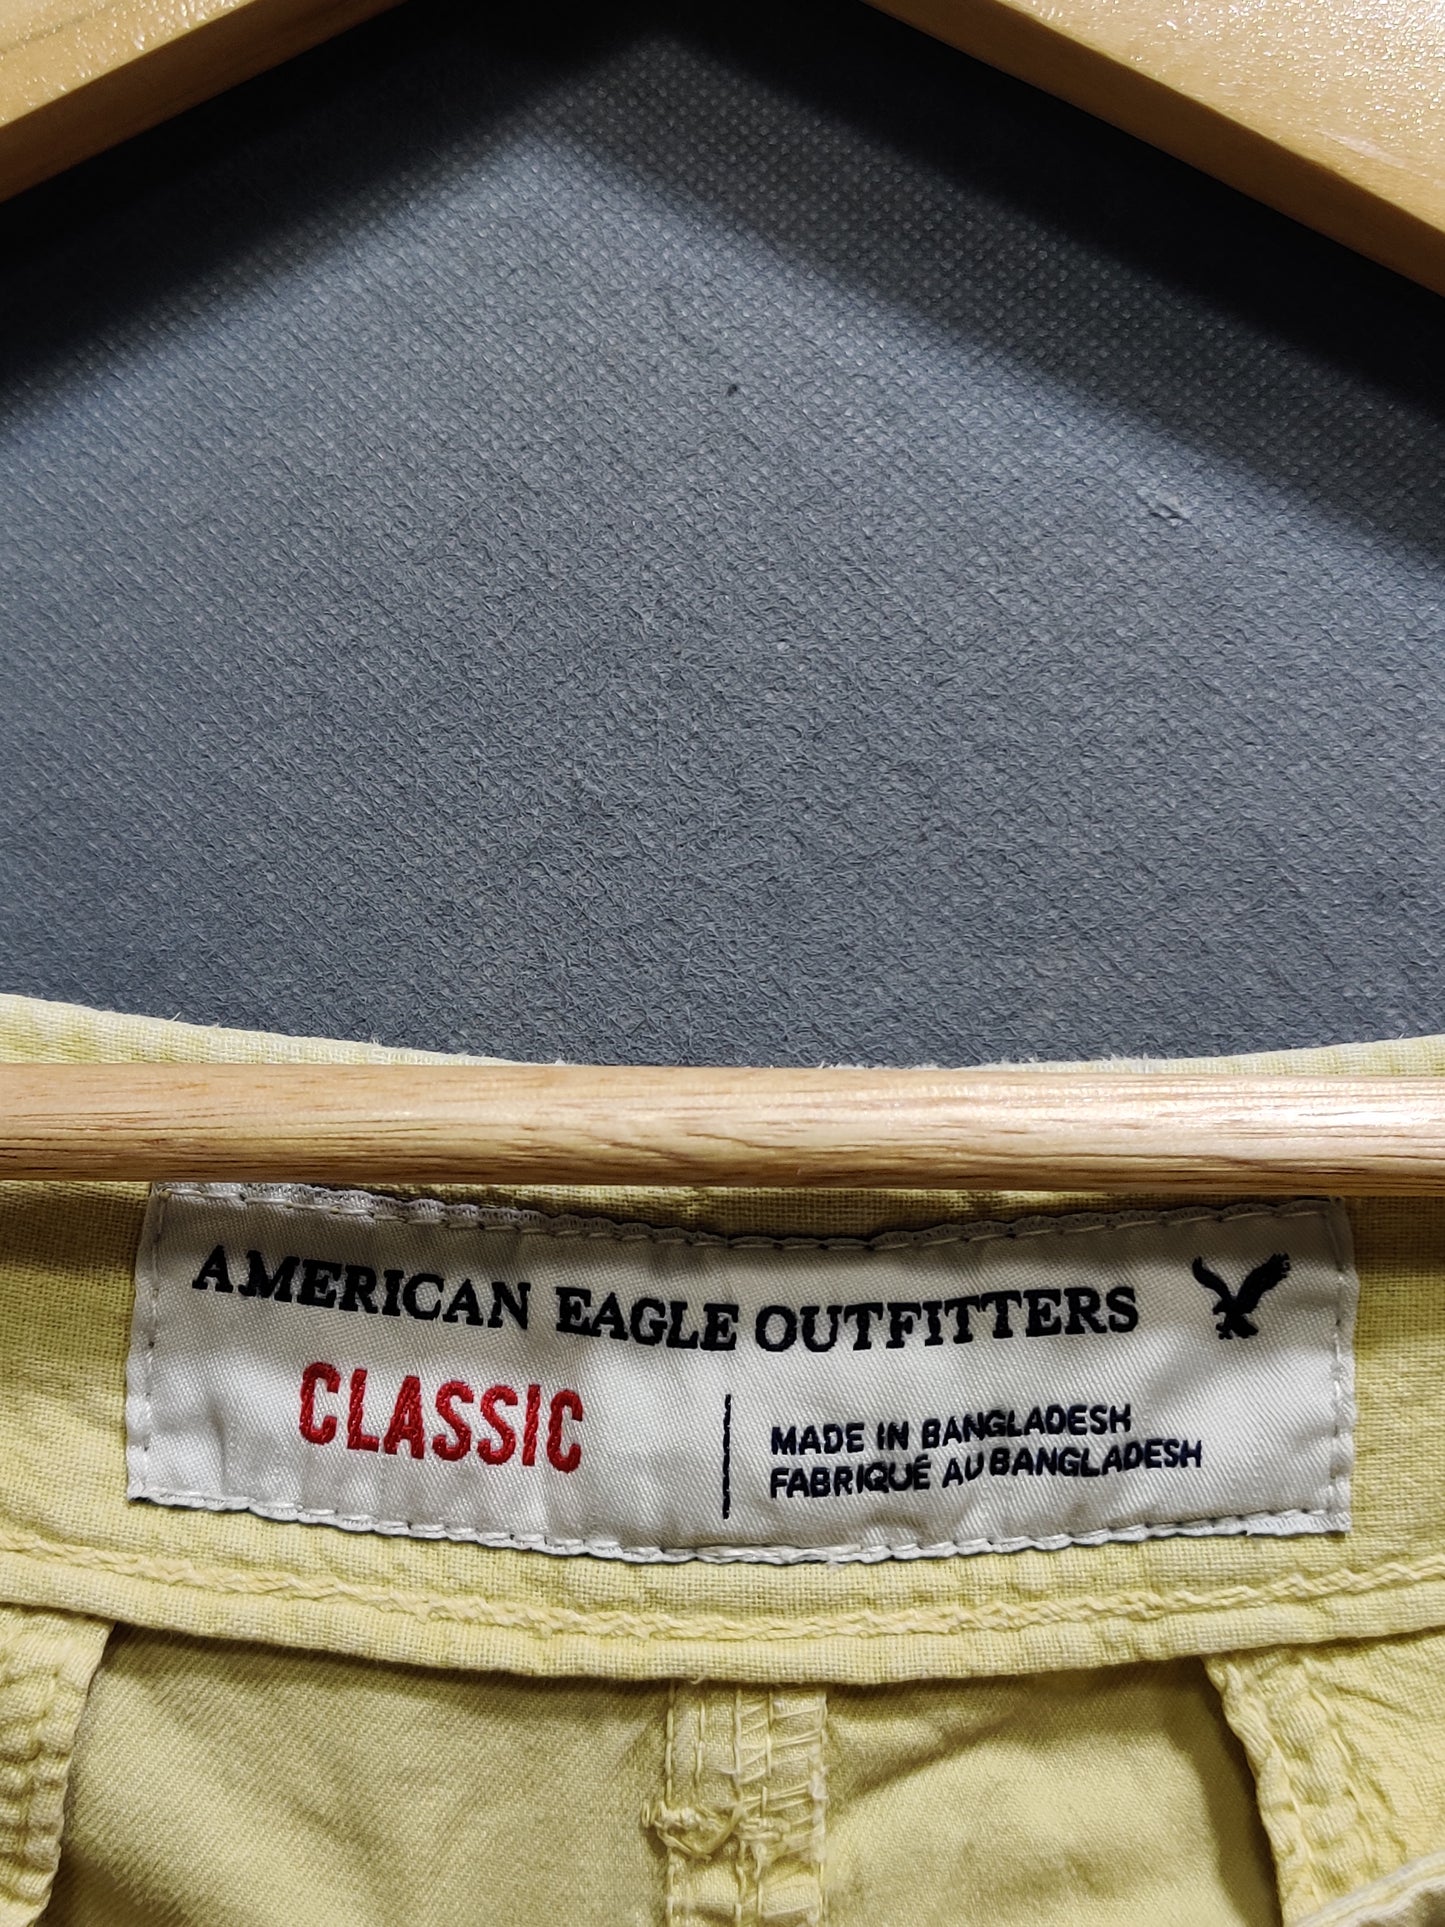 AMERICAN EAGLE OUTFITTERS
CLASSIC
MADE IN BANGLADESH
FABRIQUÉ AU BANGLADESH